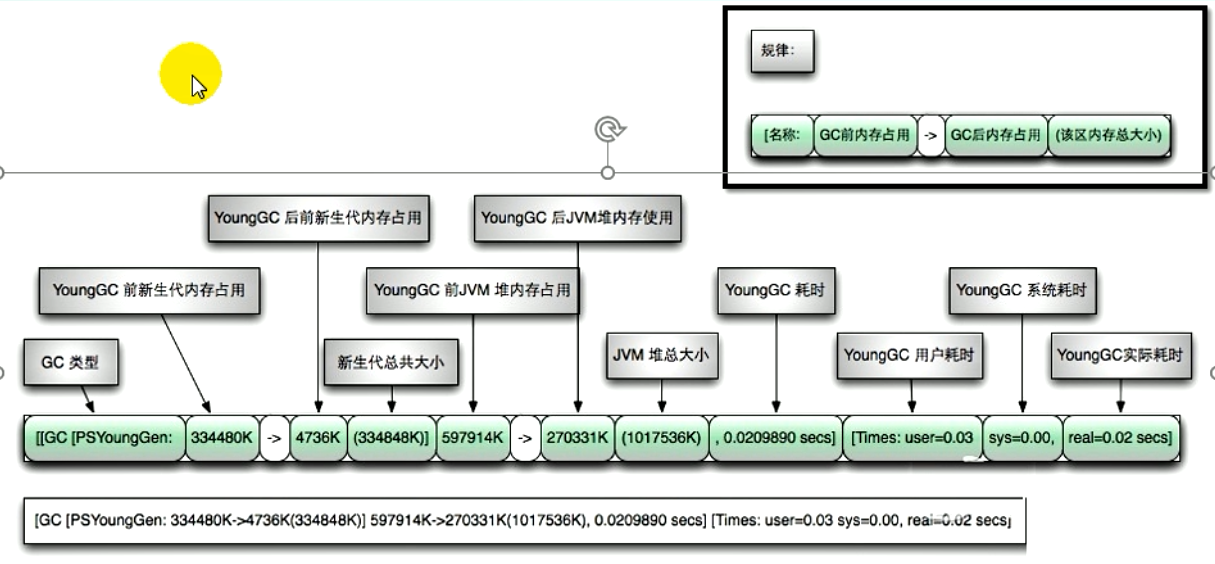 规律:
[名称: GC前内存占用 -> GC后内存占用 (该区内存总大小)
YoungGC 后前新生代内存占用
YoungGC 后JVM堆内存使用
YoungGC 前新生代内存占用
YoungGC 前JVM 堆内存占用
YoungGC 耗时
YoungGC 系统耗时
GC 类型
新生代总共大小
JVM 堆总大小
YoungGC 用户耗时
YoungGC实际耗时
[[GC [PSYoungGen: 334480K -> 4736K (334848K)] 597914K -> 270331K (1017536K) , 0.0209890 secs] [Times: user=0.03 sys=0.00, real=0.02 secs]
[GC [PSYoungGen: 334480K->4736K(334848K)] 597914K->270331K(1017536K), 0.0209890 secs] [Times: user=0.03 sys=0.00, real=0.02 secs]